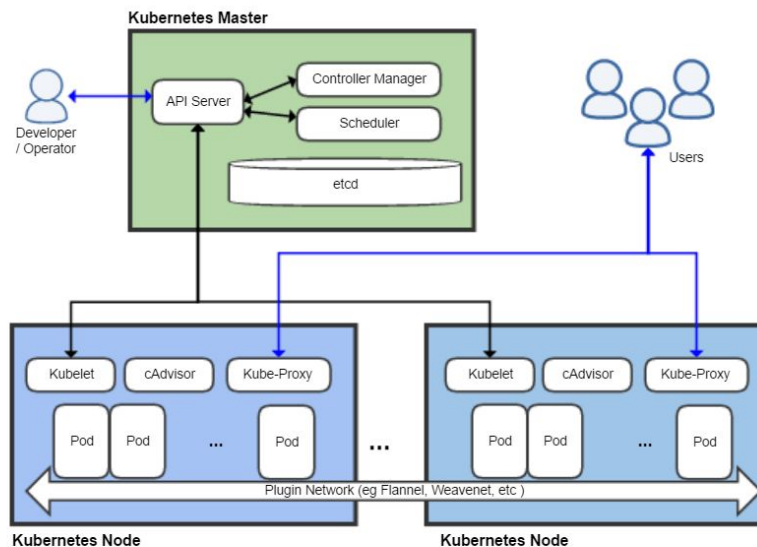 Kubernetes Master
API Server
Controller Manager
Scheduler
etcd
Developer
/ Operator
Users
Kubelet
cAdvisor
Kube-Proxy
Pod
Pod
...
Pod
...
Kubelet
cAdvisor
Kube-Proxy
Pod
Pod
...
Pod
Plugin Network (eg Flannel, Weavenet, etc )
Kubernetes Node
Kubernetes Node